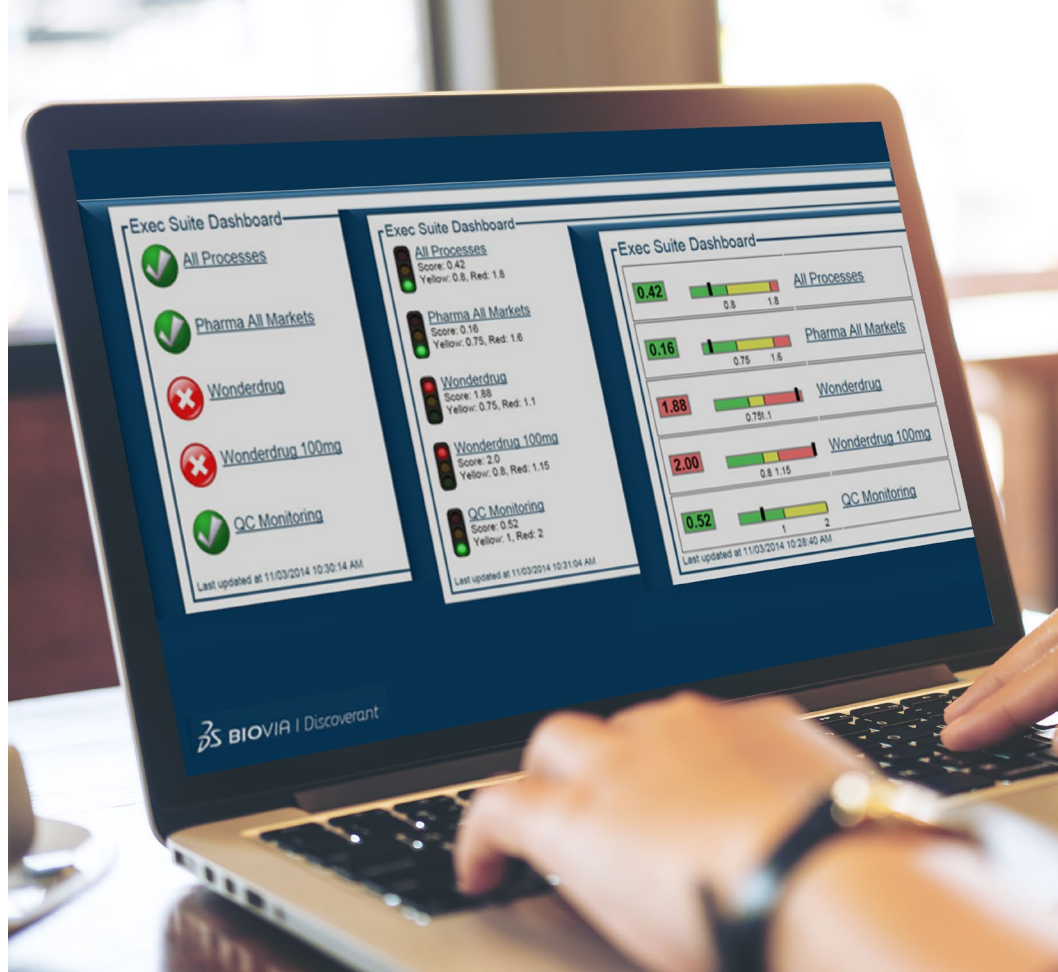 Exec Suite Dashboard
All Processes
Pharma All Markets
Wonderdrug
Wonderdrug 100mg
QC Monitoring
Last updated at 11/03/2014 10:30:14 AM
Exec Suite Dashboard
All Processes
Score: 0.42
Yellow: 0.8, Red: 1.8
Pharma All Markets
Score: 0.16
Yellow: 0.75, Red: 1.6
Wonderdrug
Score: 1.88
Yellow: 0.75, Red: 1.1
Wonderdrug 100mg
Score: 2.0
Yellow: 0.8, Red: 1.15
QC Monitoring
Score: 0.52
Yellow: 1, Red: 2
Last updated at 11/03/2014 10:31:04 AM
Exec Suite Dashboard
0.42 All Processes
0.8 1.8
0.16 Pharma All Markets
0.75 1.6
1.88 Wonderdrug
0.751.1
2.00 Wonderdrug 100mg
0.8 1.15
0.52 QC Monitoring
1 2
Last updated at 11/03/2014 10:28:40 AM
3S BIOVIA | Discoverant